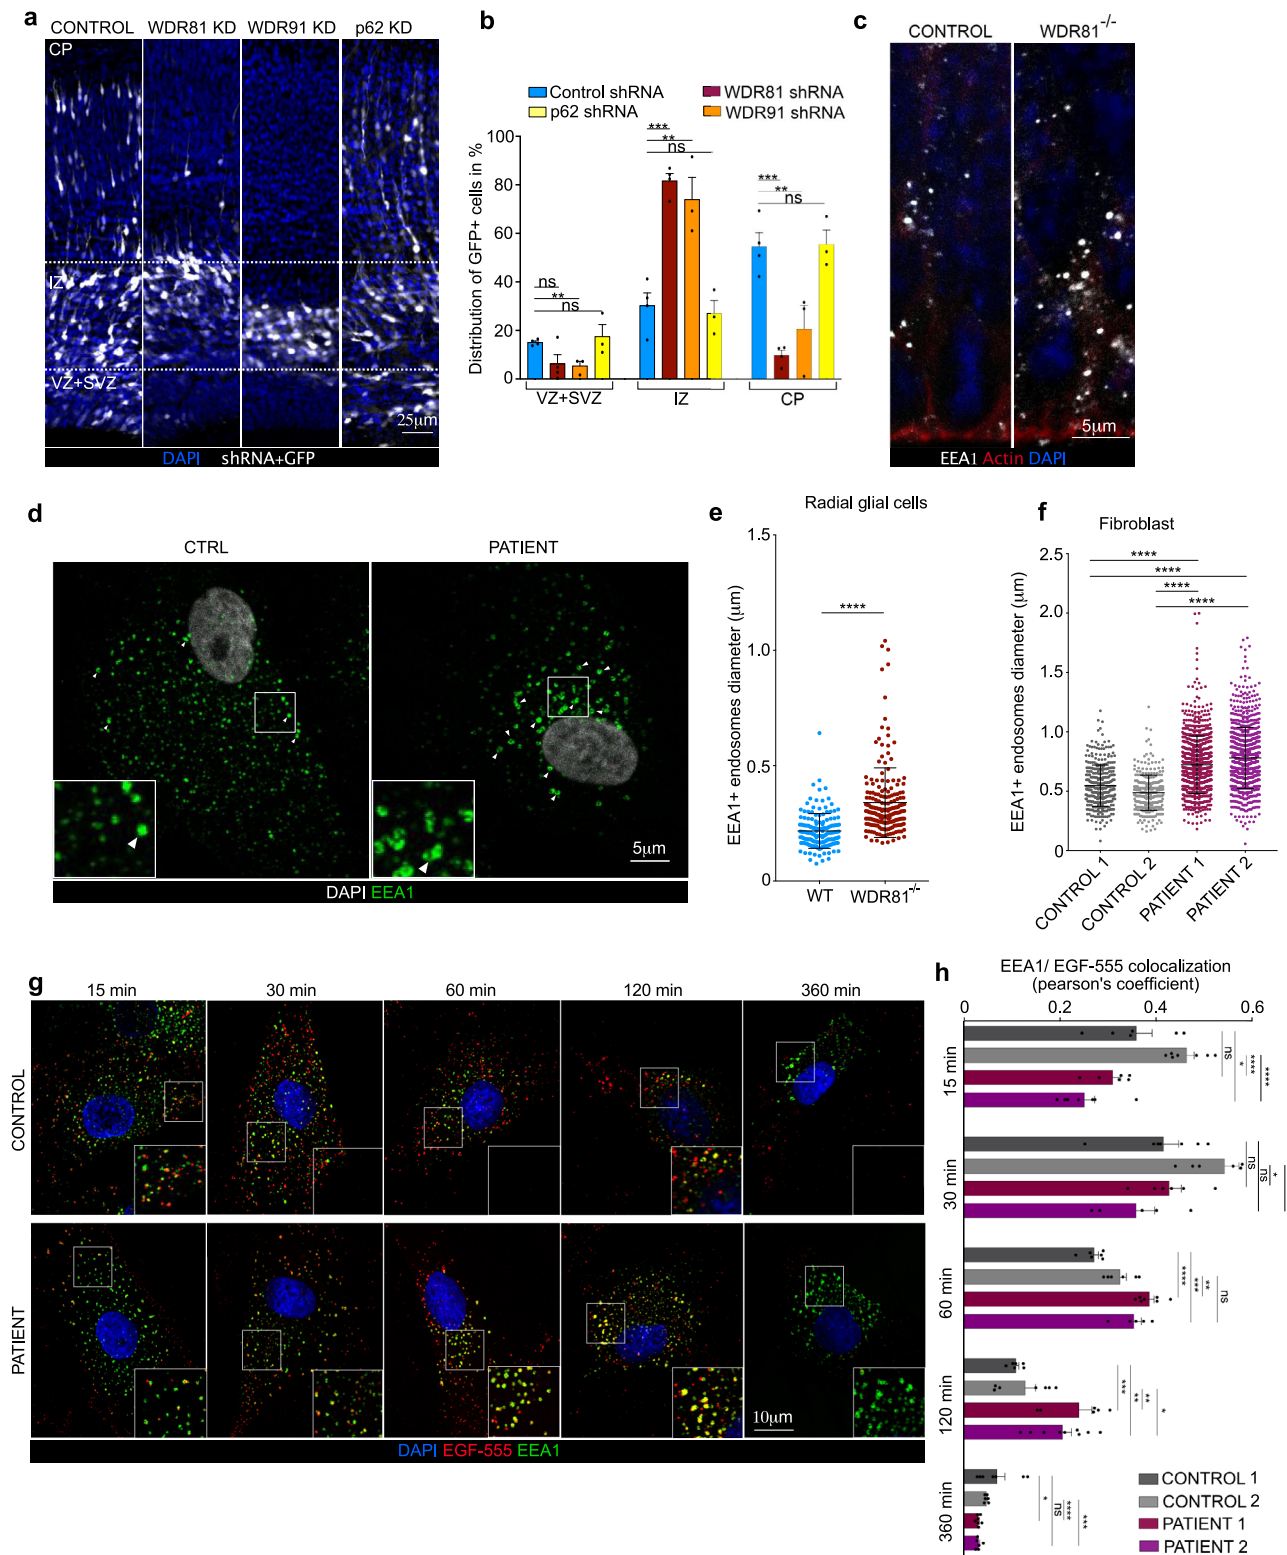 a
CONTROL WDR81 KD WDR91 KD p62 KD
CP
IZ
VZ+SVZ
25µm
DAPI shRNA+GFP
b
Control shRNA WDR81 shRNA
p62 shRNA WDR91 shRNA
Distribution of GFP+ cells in %
100
80
60
40
20
0
ns
**
ns
***
**
ns
***
**
ns
VZ+SVZ IZ CP
c
CONTROL WDR81-/-
5µm
EEA1 Actin DAPI
d
CTRL PATIENT
5µm
DAPI EEA1
e
Radial glial cells
EEA1+ endosomes diameter (µm)
1.5
1.0
0.5
0
****
WT WDR81-/-
f
Fibroblast
EEA1+ endosomes diameter (µm)
2.5
2.0
1.5
1.0
0.5
0
****
****
****
****
CONTROL 1
CONTROL 2
PATIENT 1
PATIENT 2
g
15 min 30 min 60 min 120 min 360 min
CONTROL
PATIENT
10µm
DAPI EGF-555 EEA1
h
EEA1/ EGF-555 colocalization
(pearson's coefficient)
0 0.2 0.4 0.6
15 min
ns
*
****
****
30 min
ns
ns
*
60 min
****
***
**
ns
120 min
***
**
**
*
360 min
*
ns
****
***
CONTROL 1
CONTROL 2
PATIENT 1
PATIENT 2